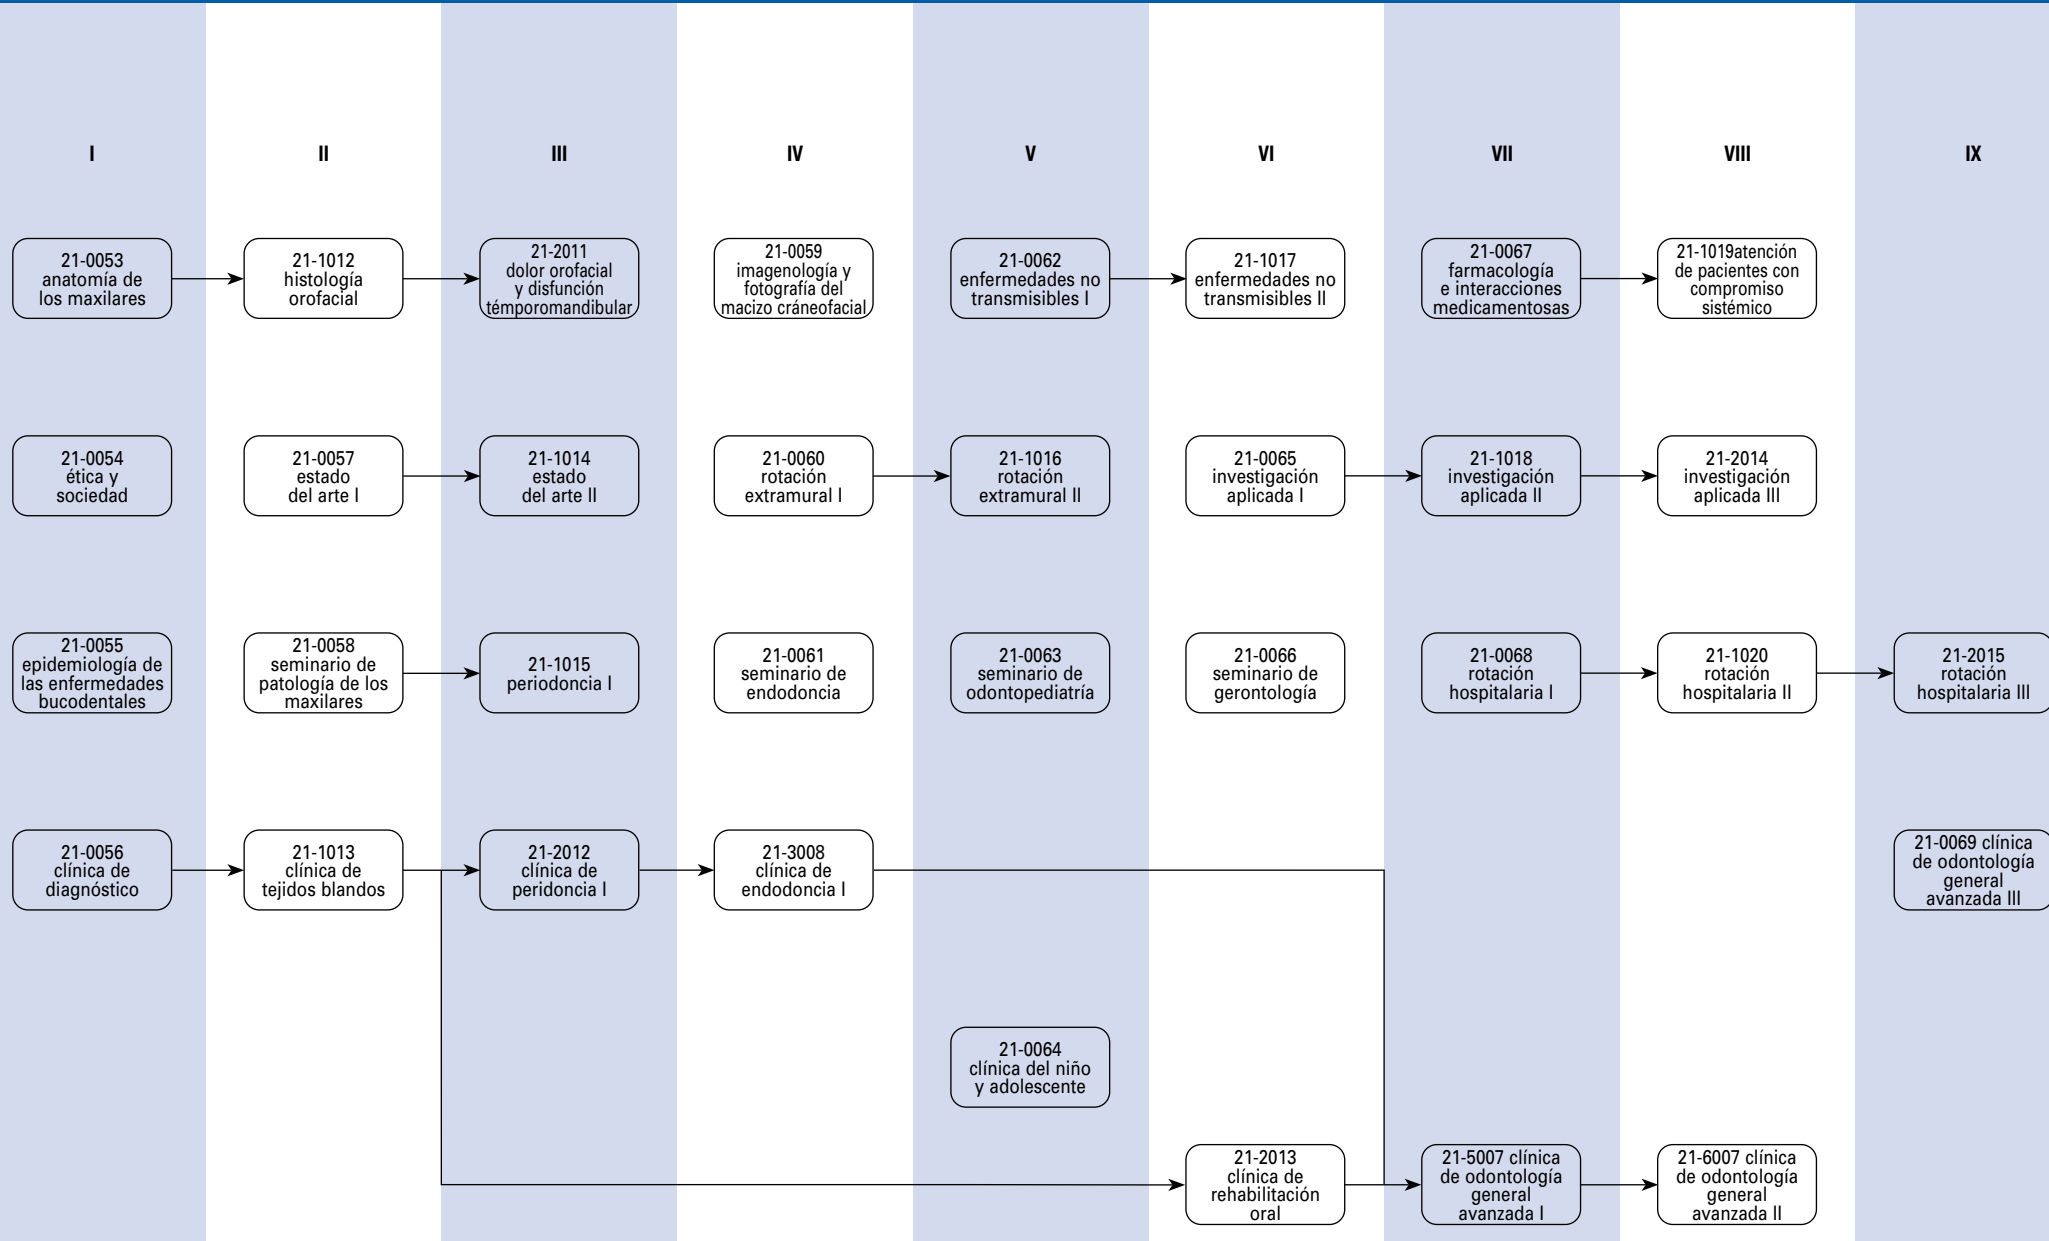 I
II
III
IV
V
VI
VII
VIII
IX
21-0053
anatomía de
los maxilares
21-1012
histología
orofacial
21-2011
dolor orofacial
y disfunción
témporomandibular
21-0059
imagenología y
fotografía del
macizo cráneofacial
21-0062
enfermedades no
transmisibles I
21-1017
enfermedades no
transmisibles II
21-0067
farmacología
e interacciones
medicamentosas
21-1019atención
de pacientes con
compromiso
sistémico
21-0054
ética y
sociedad
21-0057
estado
del arte I
21-1014
estado
del arte II
21-0060
rotación
extramural I
21-1016
rotación
extramural II
21-0065
investigación
aplicada I
21-1018
investigación
aplicada II
21-2014
investigación
aplicada III
21-0055
epidemiología de
las enfermedades
bucodentales
21-0058
seminario de
patología de los
maxilares
21-1015
periodoncia I
21-0061
seminario de
endodoncia
21-0063
seminario de
odontopediatría
21-0066
seminario de
gerontología
21-0068
rotación
hospitalaria I
21-1020
rotación
hospitalaria II
21-2015
rotación
hospitalaria III
21-0056
clínica de
diagnóstico
21-1013
clínica de
tejidos blandos
21-2012
clínica de
peridoncia I
21-3008
clínica de
endodoncia I
21-0069 clínica
de odontología
general
avanzada III
21-0064
clínica del niño
y adolescente
21-2013
clínica de
rehabilitación
oral
21-5007 clínica
de odontología
general
avanzada I
21-6007 clínica
de odontología
general
avanzada II